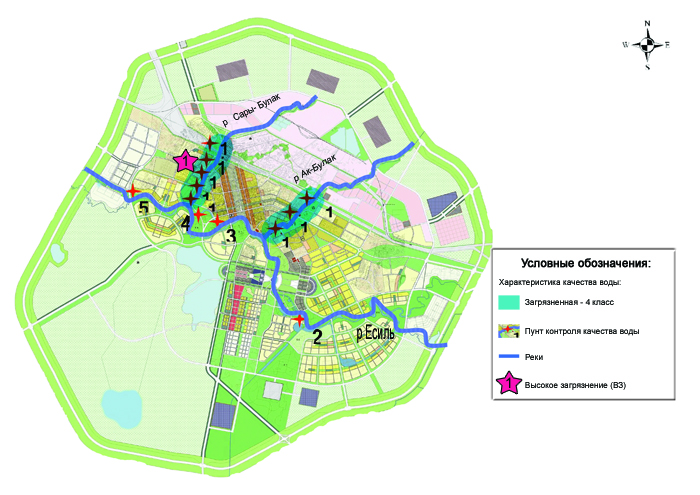 N
W E
S
р Сары- Булак
р Ак-Булак
1
1
1
1
1
1
1
1
1
5
4
3
2
р.Есиль
Условные обозначения:
Характеристика качества воды:
Загрязненная - 4 класс
1
Пунт контроля качества воды
Реки
1
Высокое загрязнение (ВЗ)